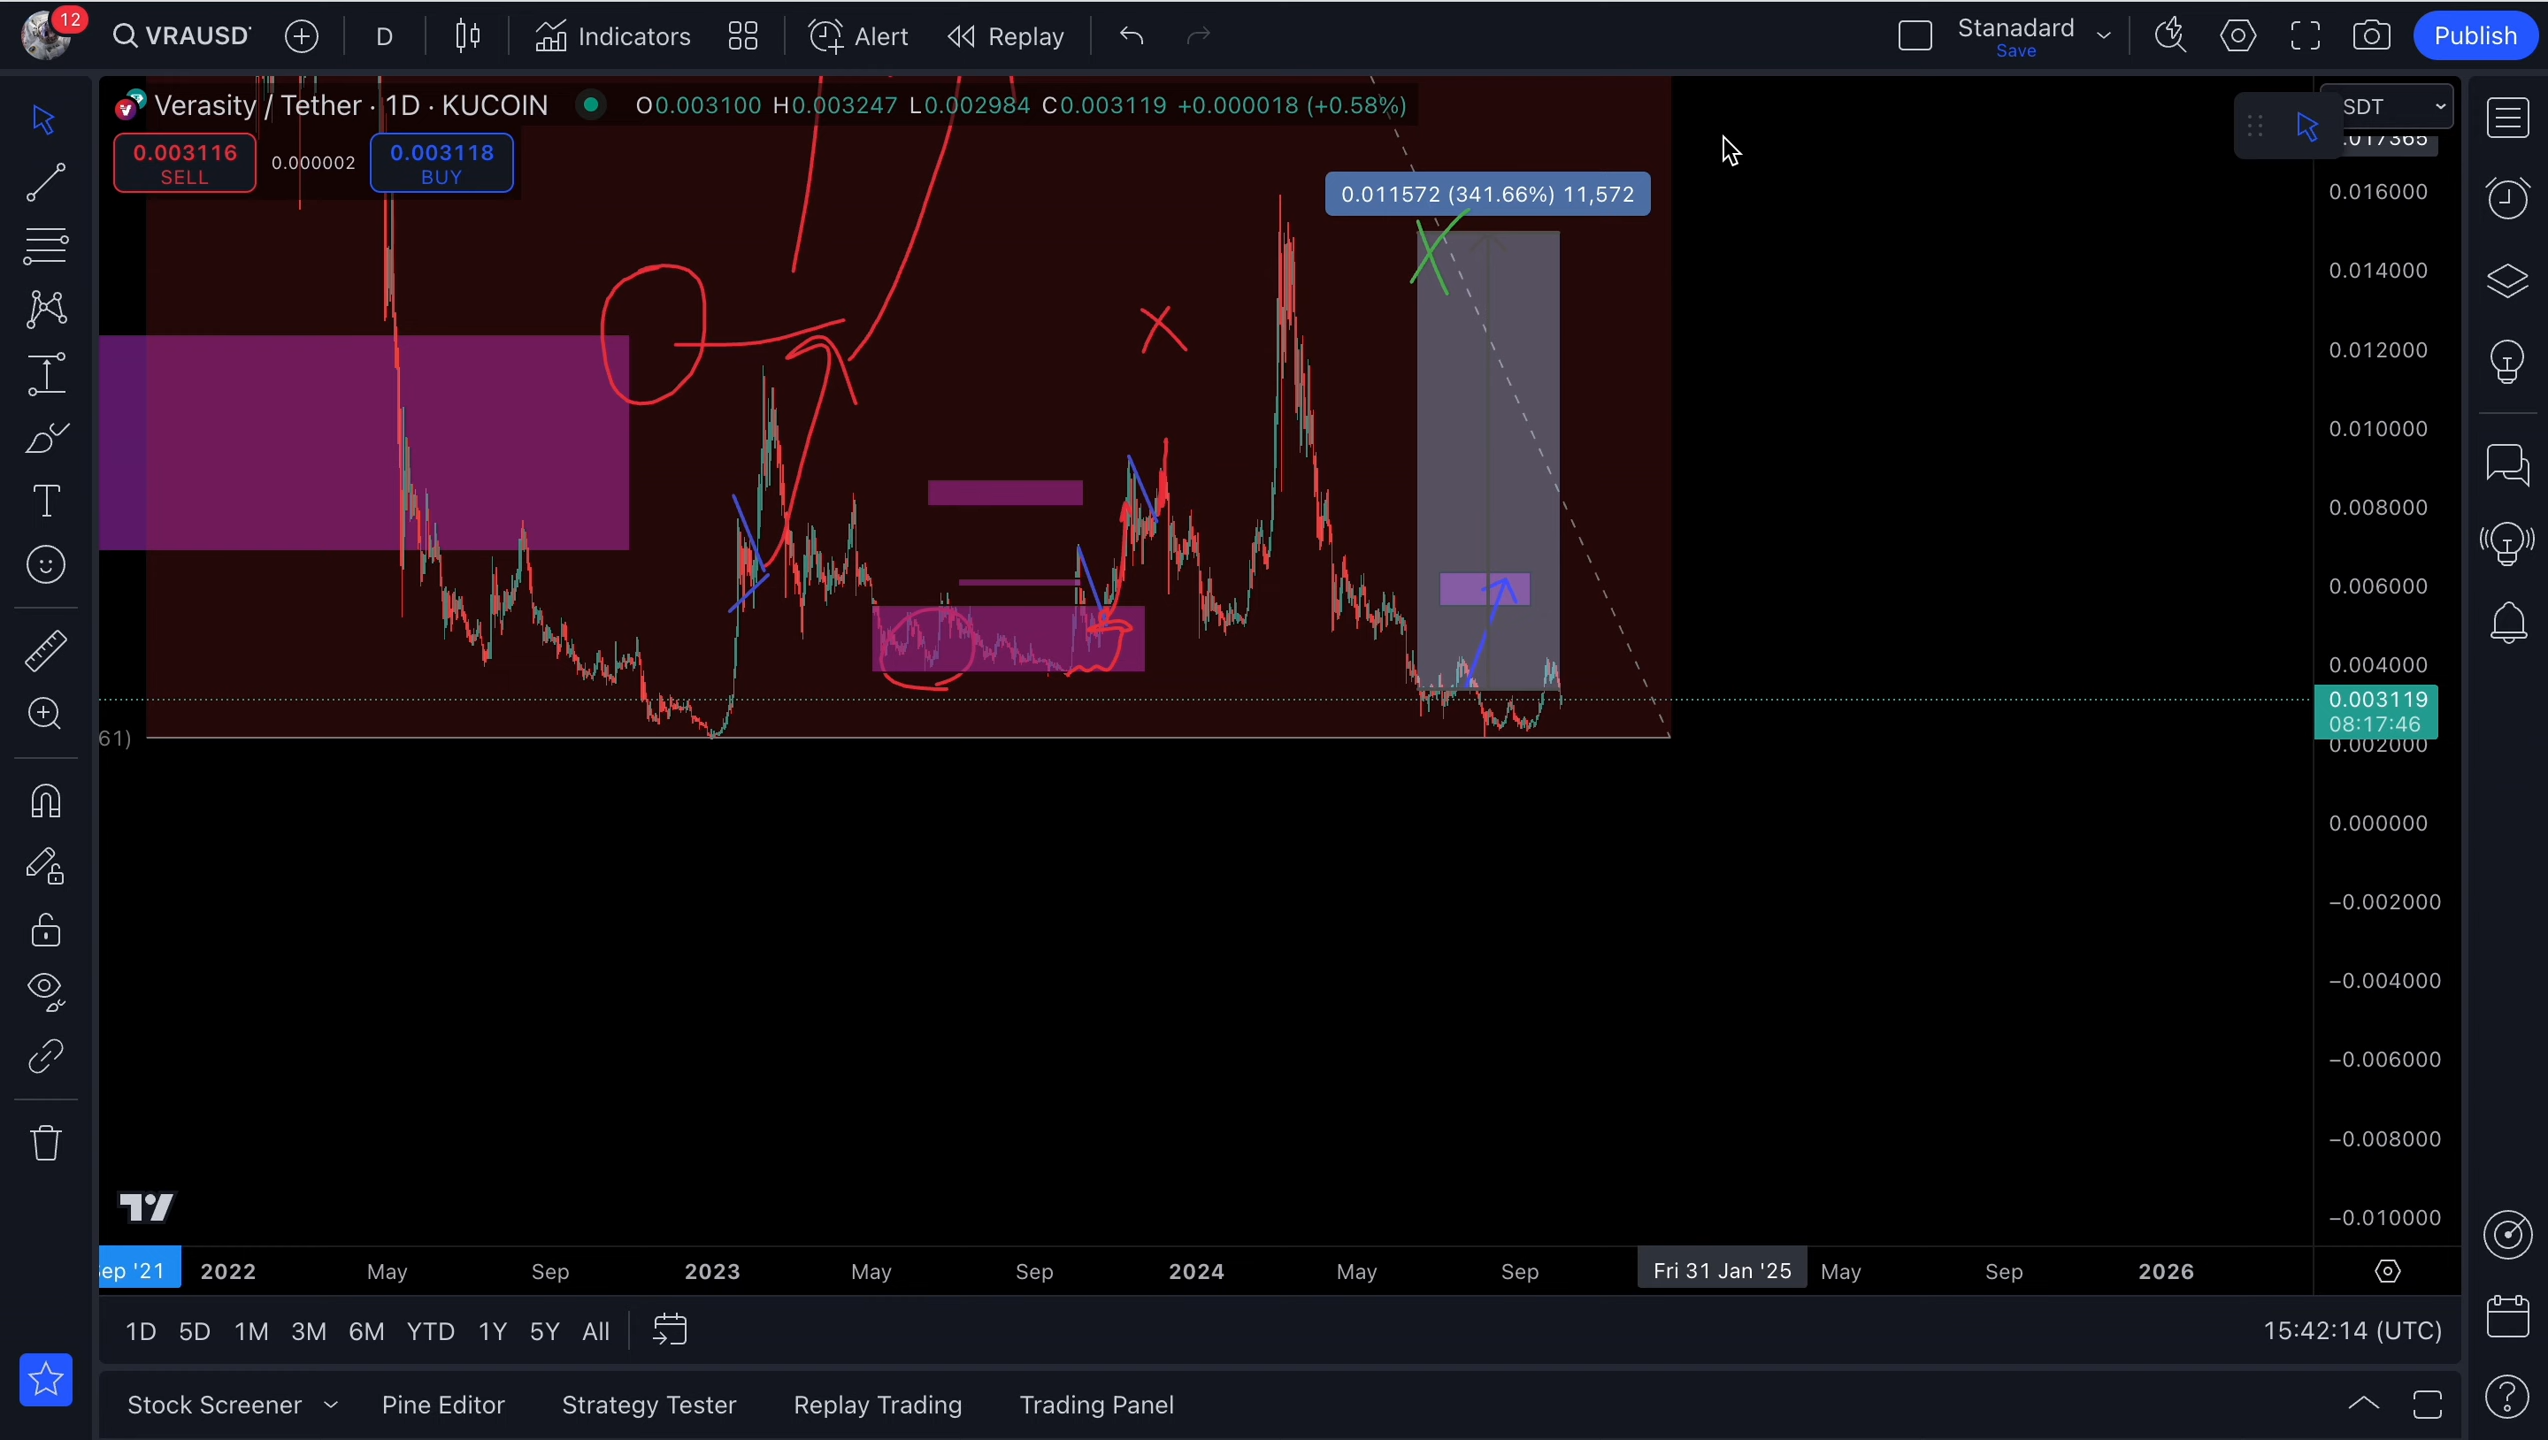 12
VRAUSD
D
Indicators
Alert
Replay
Stanadard
Save
Publish
Verasity / Tether · 1D · KUCOIN
O0.003100 H0.003247 L0.002984 C0.003119 +0.000018 (+0.58%)
0.003116
SELL
0.000002
0.003118
BUY
0.011572 (341.66%) 11,572
SDT
0.016000
0.014000
0.012000
0.010000
0.008000
0.006000
0.004000
0.003119
08:17:46
0.002000
0.000000
−0.002000
−0.004000
−0.006000
−0.008000
−0.010000
61)
ep '21
2022
May
Sep
2023
May
Sep
2024
May
Sep
Fri 31 Jan '25
May
Sep
2026
1D 5D 1M 3M 6M YTD 1Y 5Y All
15:42:14 (UTC)
Stock Screener
Pine Editor
Strategy Tester
Replay Trading
Trading Panel